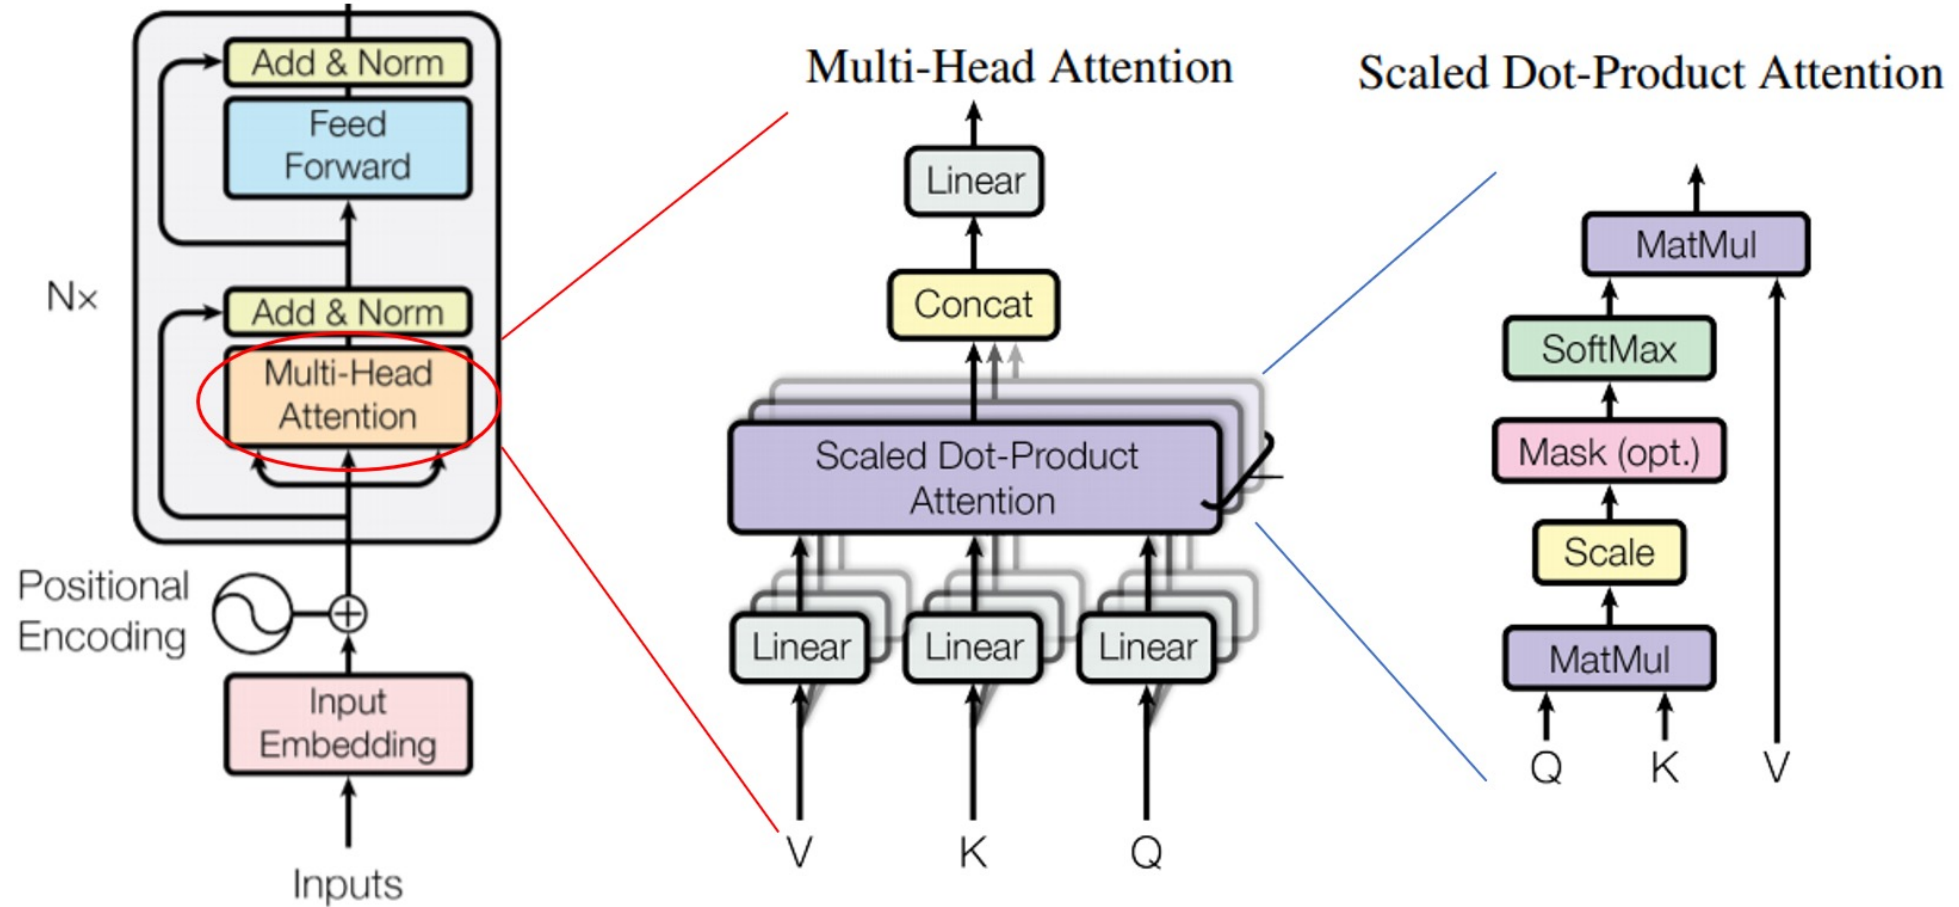 Add & Norm
Feed
Forward
Add & Norm
Multi-Head
Attention
N×
Positional
Encoding
Input
Embedding
Inputs
Multi-Head Attention
Linear
Concat
Scaled Dot-Product
Attention
Linear
Linear
Linear
V
K
Q
Scaled Dot-Product Attention
MatMul
SoftMax
Mask (opt.)
Scale
MatMul
Q
K
V